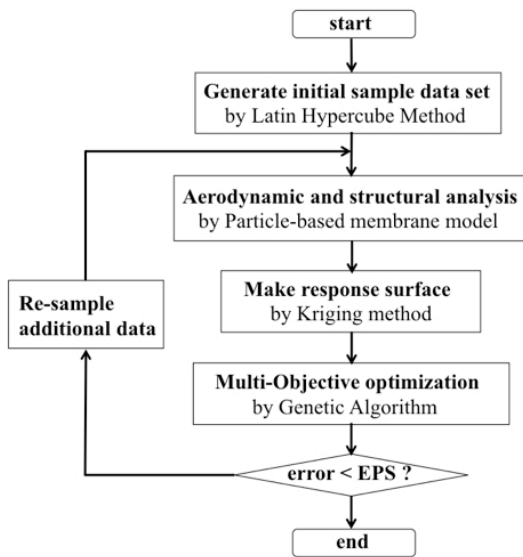 start
Generate initial sample data set
by Latin Hypercube Method
Aerodynamic and structural analysis
by Particle-based membrane model
Make response surface
by Kriging method
Re-sample
additional data
Multi-Objective optimization
by Genetic Algorithm
error < EPS ?
end